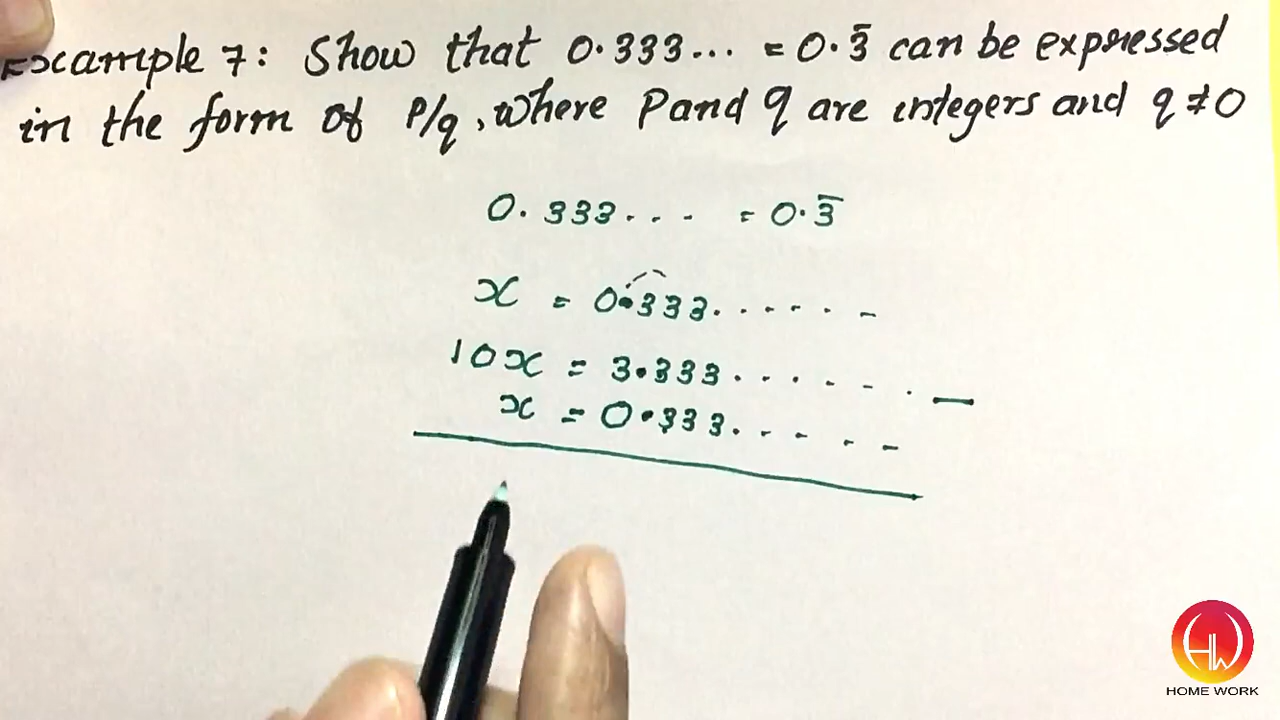 Example 7: Show that 0.333... = 0.3̅ can be expressed
in the form of P/q, where P and q are integers and q ≠ 0
0.333... = 0.3̅
x = 0.333......
10x = 3.333...... —
x = 0.333.....
HW
HOME WORK